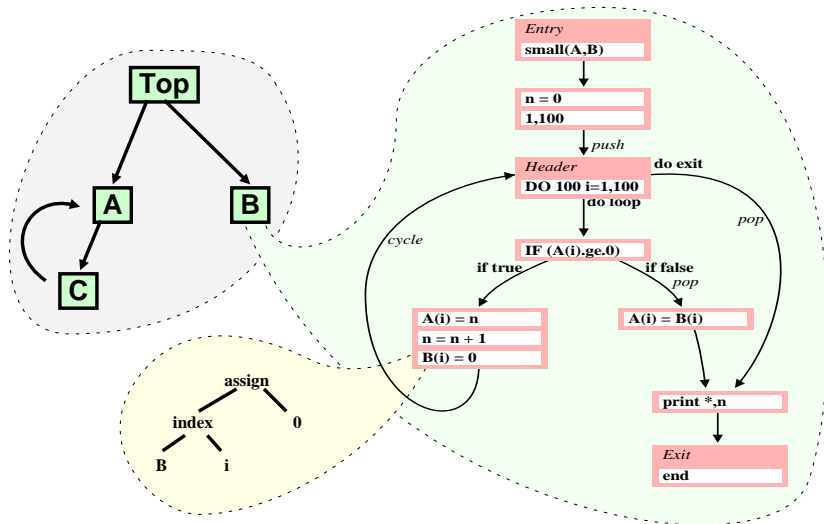 Top
A
B
C
Entry
small(A,B)
n = 0
1,100
push
Header
DO 100 i=1,100
do exit
do loop
cycle
pop
IF (A(i).ge.0)
if true
if false
pop
A(i) = n
n = n + 1
B(i) = 0
A(i) = B(i)
print *,n
Exit
end
assign
index
0
B
i